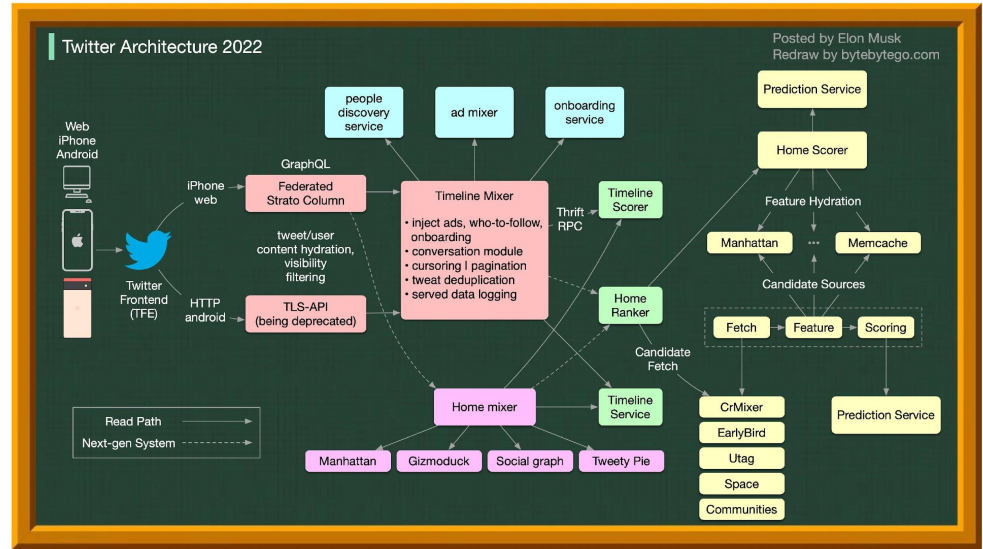 Twitter Architecture 2022
Posted by Elon Musk
Redraw by bytebytego.com
Web
iPhone
Android
Twitter
Frontend
(TFE)
iPhone
web
HTTP
android
GraphQL
Federated
Strato Column
tweet/user
content hydration,
visibility
filtering
TLS-API
(being deprecated)
people
discovery
service
ad mixer
onboarding
service
Timeline Mixer
• inject ads, who-to-follow,
onboarding
• conversation module
• cursoring | pagination
• tweat deduplication
• served data logging
Thrift
RPC
Timeline
Scorer
Home
Ranker
Candidate
Fetch
Timeline
Service
Home mixer
Manhattan
Gizmoduck
Social graph
Tweety Pie
Prediction Service
Home Scorer
Feature Hydration
Manhattan
...
Memcache
Candidate Sources
Fetch
Feature
Scoring
CrMixer
EarlyBird
Utag
Space
Communities
Prediction Service
Read Path
Next-gen System